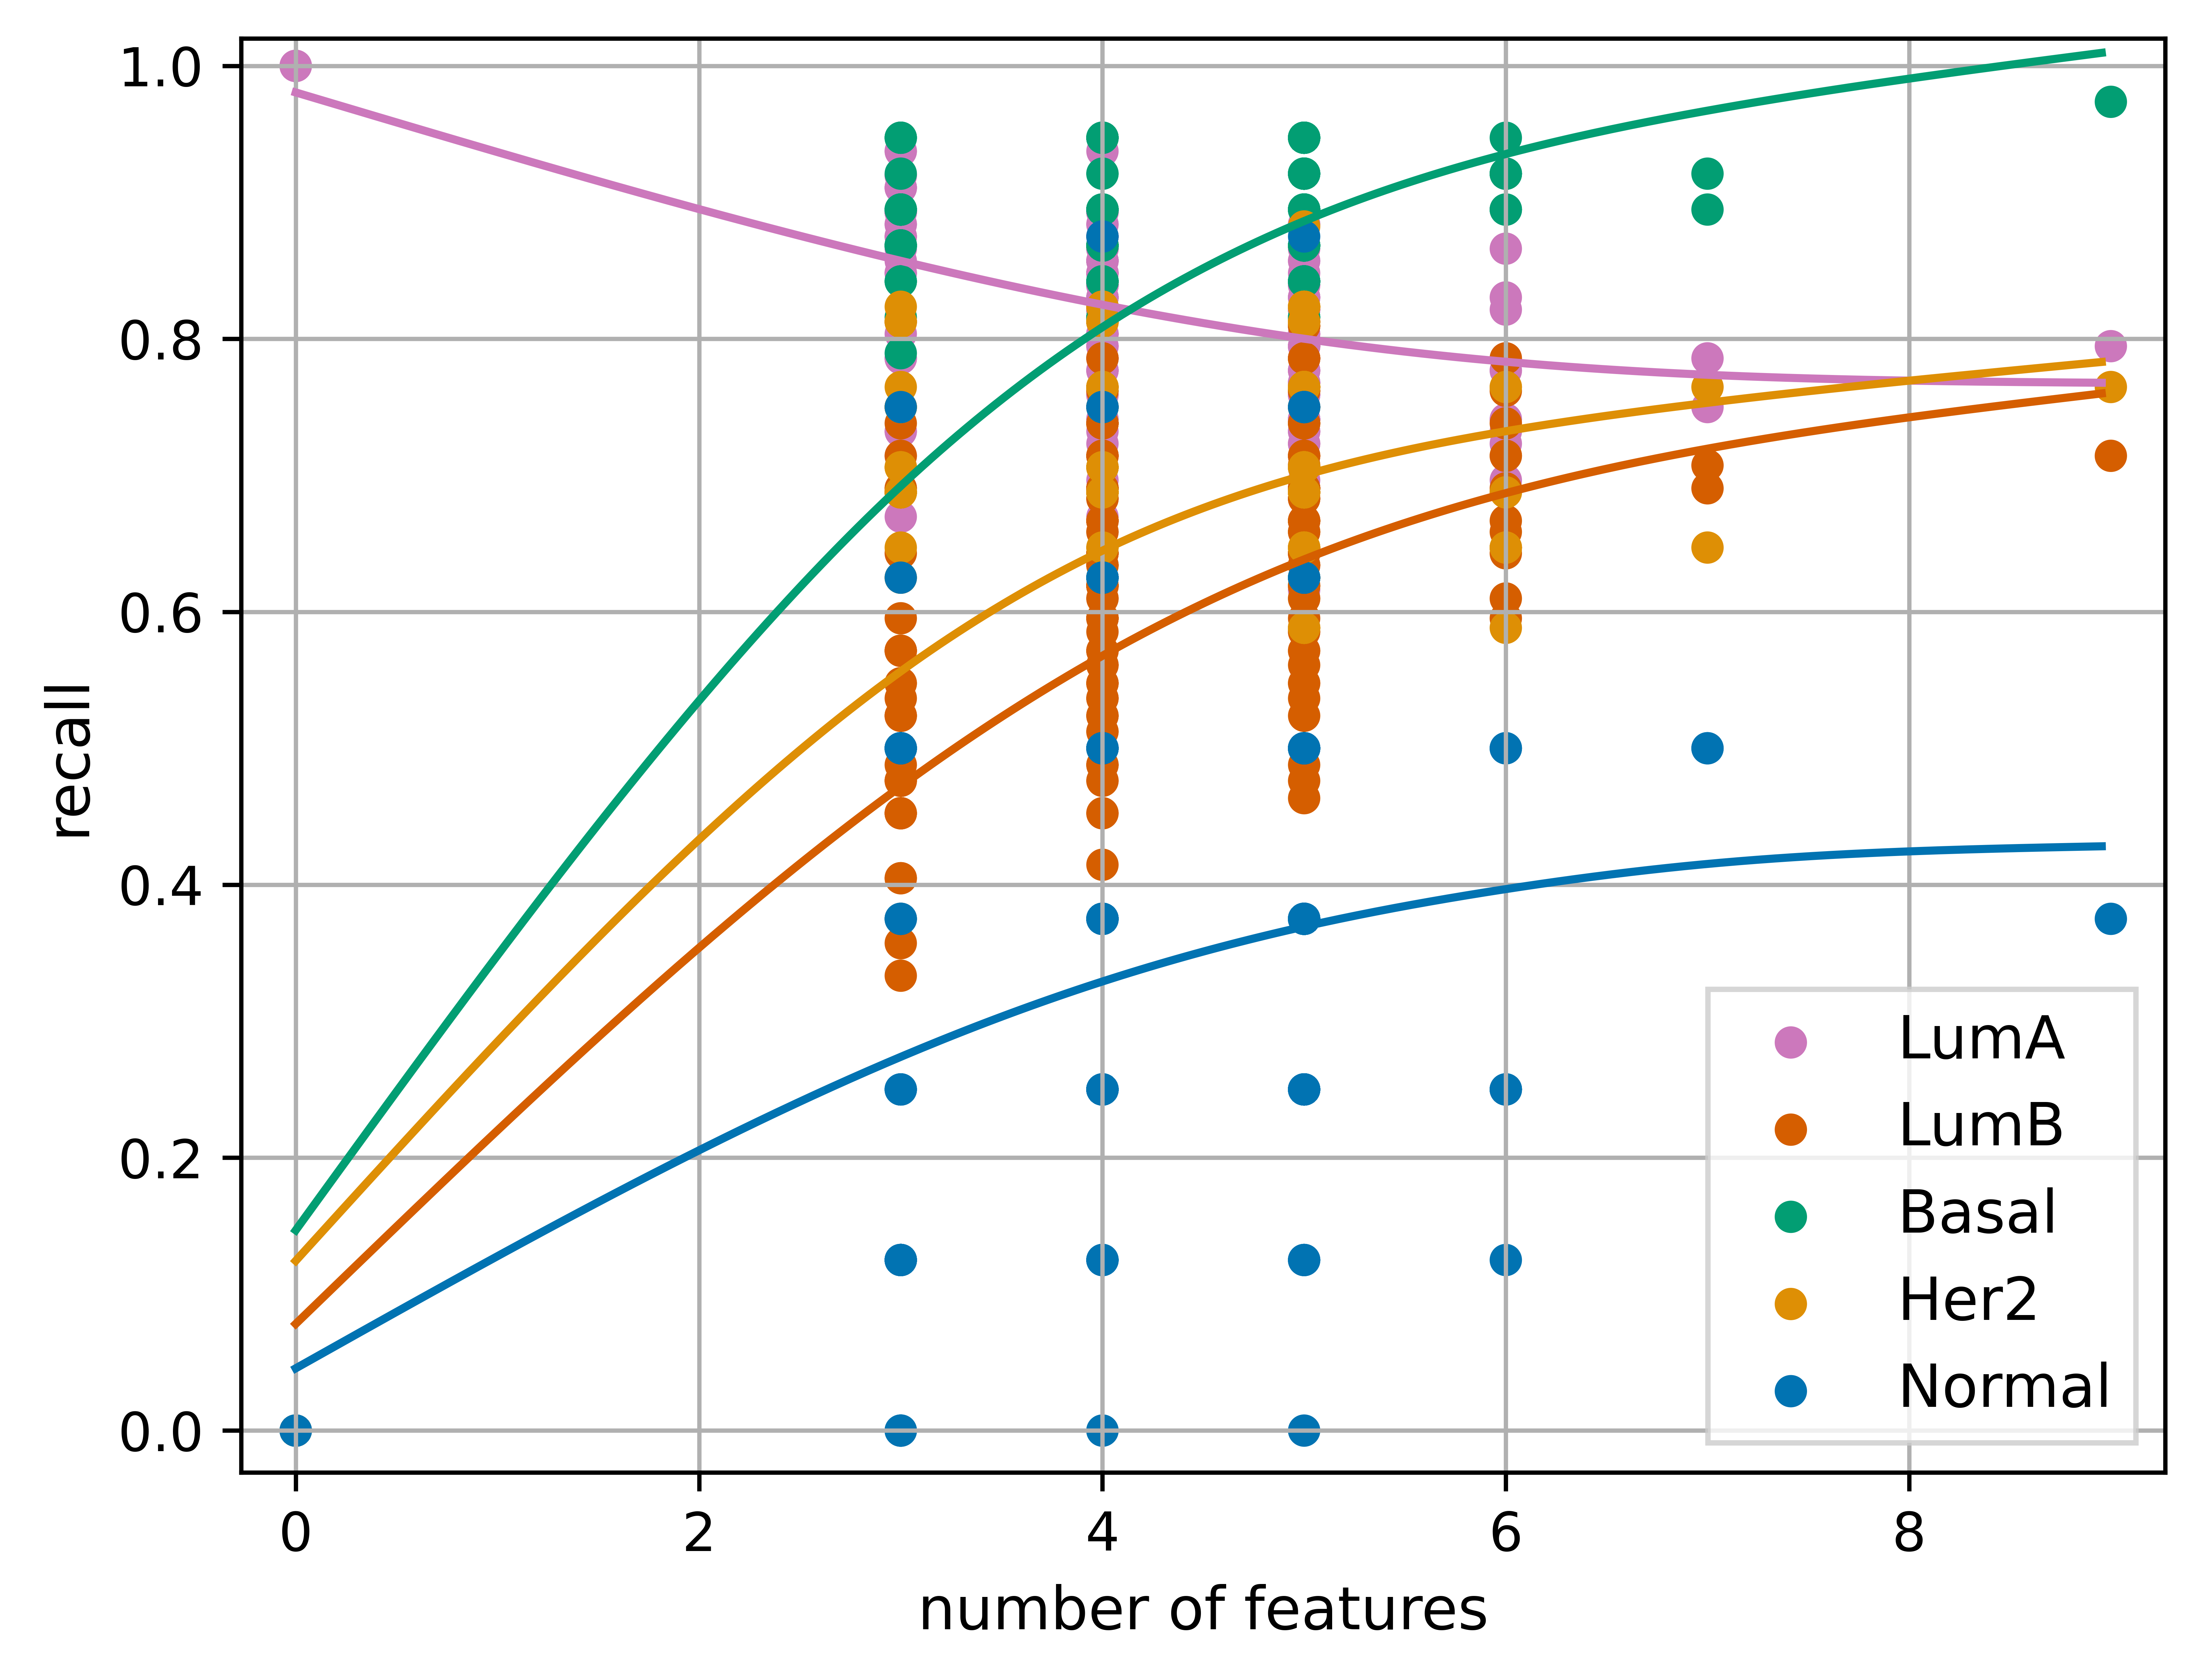 1.0
0.8
0.6
0.4
0.2
0.0
recall
0 2 4 6 8
number of features
LumA
LumB
Basal
Her2
Normal